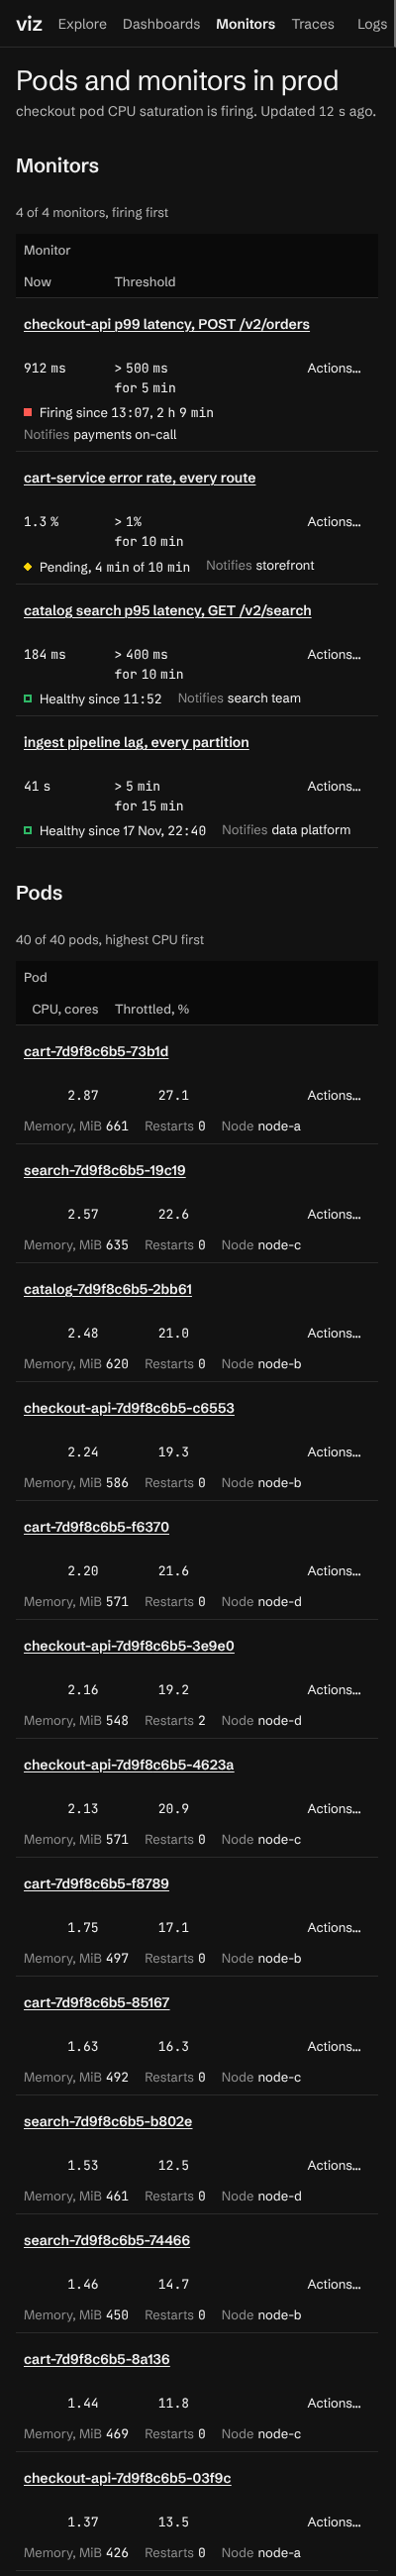 viz Explore Dashboards Monitors Traces Logs
Pods and monitors in prod
checkout pod CPU saturation is firing. Updated 12 s ago.
Monitors
4 of 4 monitors, firing first
Monitor
Now Threshold
checkout-api p99 latency, POST /v2/orders
912 ms > 500 ms Actions...
for 5 min
Firing since 13:07, 2 h 9 min
Notifies payments on-call
cart-service error rate, every route
1.3 % > 1% Actions...
for 10 min
Pending, 4 min of 10 min Notifies storefront
catalog search p95 latency, GET /v2/search
184 ms > 400 ms Actions...
for 10 min
Healthy since 11:52 Notifies search team
ingest pipeline lag, every partition
41 s > 5 min Actions...
for 15 min
Healthy since 17 Nov, 22:40 Notifies data platform
Pods
40 of 40 pods, highest CPU first
Pod
CPU, cores Throttled, %
cart-7d9f8c6b5-73b1d
2.87 27.1 Actions...
Memory, MiB 661 Restarts 0 Node node-a
search-7d9f8c6b5-19c19
2.57 22.6 Actions...
Memory, MiB 635 Restarts 0 Node node-c
catalog-7d9f8c6b5-2bb61
2.48 21.0 Actions...
Memory, MiB 620 Restarts 0 Node node-b
checkout-api-7d9f8c6b5-c6553
2.24 19.3 Actions...
Memory, MiB 586 Restarts 0 Node node-b
cart-7d9f8c6b5-f6370
2.20 21.6 Actions...
Memory, MiB 571 Restarts 0 Node node-d
checkout-api-7d9f8c6b5-3e9e0
2.16 19.2 Actions...
Memory, MiB 548 Restarts 2 Node node-d
checkout-api-7d9f8c6b5-4623a
2.13 20.9 Actions...
Memory, MiB 571 Restarts 0 Node node-c
cart-7d9f8c6b5-f8789
1.75 17.1 Actions...
Memory, MiB 497 Restarts 0 Node node-b
cart-7d9f8c6b5-85167
1.63 16.3 Actions...
Memory, MiB 492 Restarts 0 Node node-c
search-7d9f8c6b5-b802e
1.53 12.5 Actions...
Memory, MiB 461 Restarts 0 Node node-d
search-7d9f8c6b5-74466
1.46 14.7 Actions...
Memory, MiB 450 Restarts 0 Node node-b
cart-7d9f8c6b5-8a136
1.44 11.8 Actions...
Memory, MiB 469 Restarts 0 Node node-c
checkout-api-7d9f8c6b5-03f9c
1.37 13.5 Actions...
Memory, MiB 426 Restarts 0 Node node-a